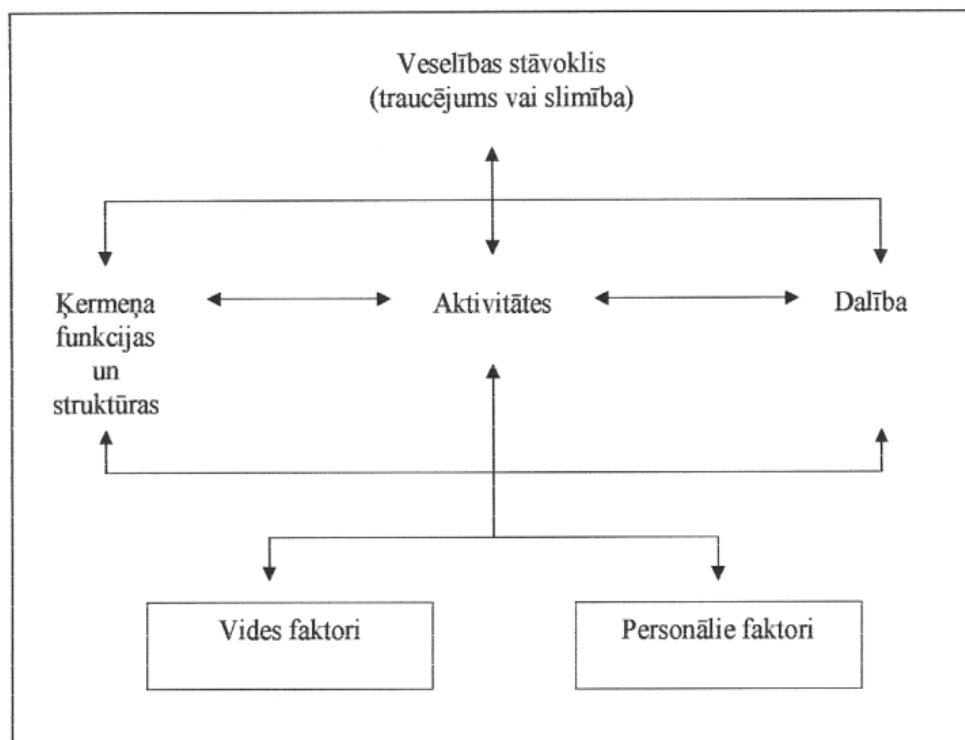 Veselības stāvoklis
(traucējums vai slimība)
Ķermeņa
funkcijas
un
struktūras
Aktivitātes
Dalība
Vides faktori
Personālie faktori